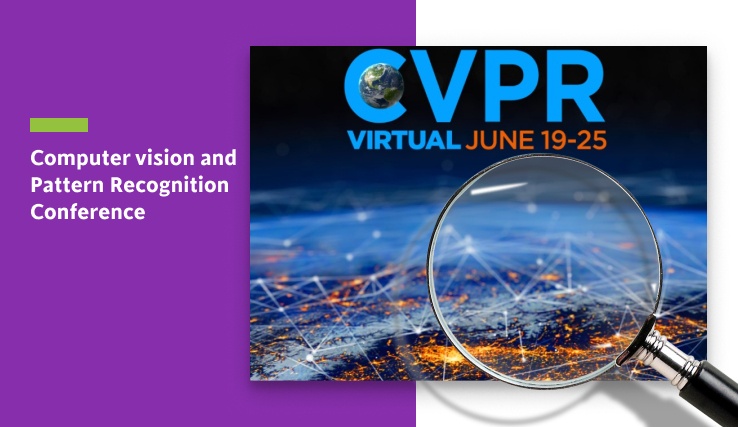 Computer vision and
Pattern Recognition
Conference
CVPR
VIRTUAL JUNE 19-25